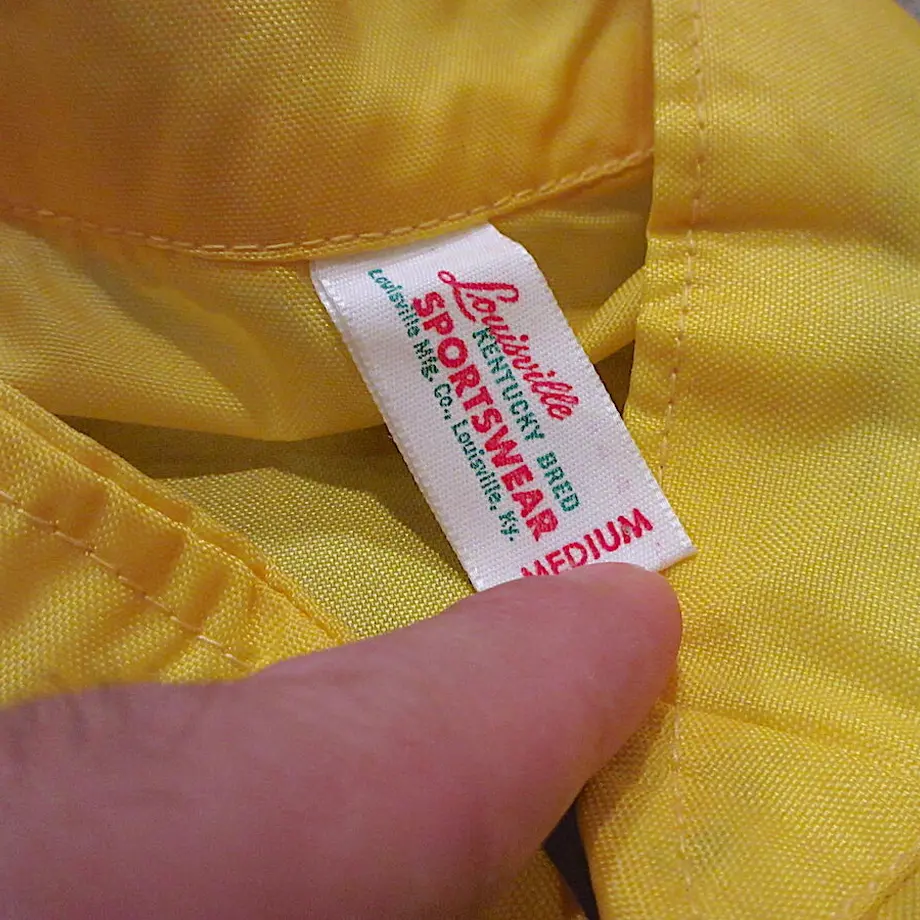 Louisville
KENTUCKY BRED
SPORTSWEAR
Louisville Mfg. Co., Louisville, Ky.
MEDIUM